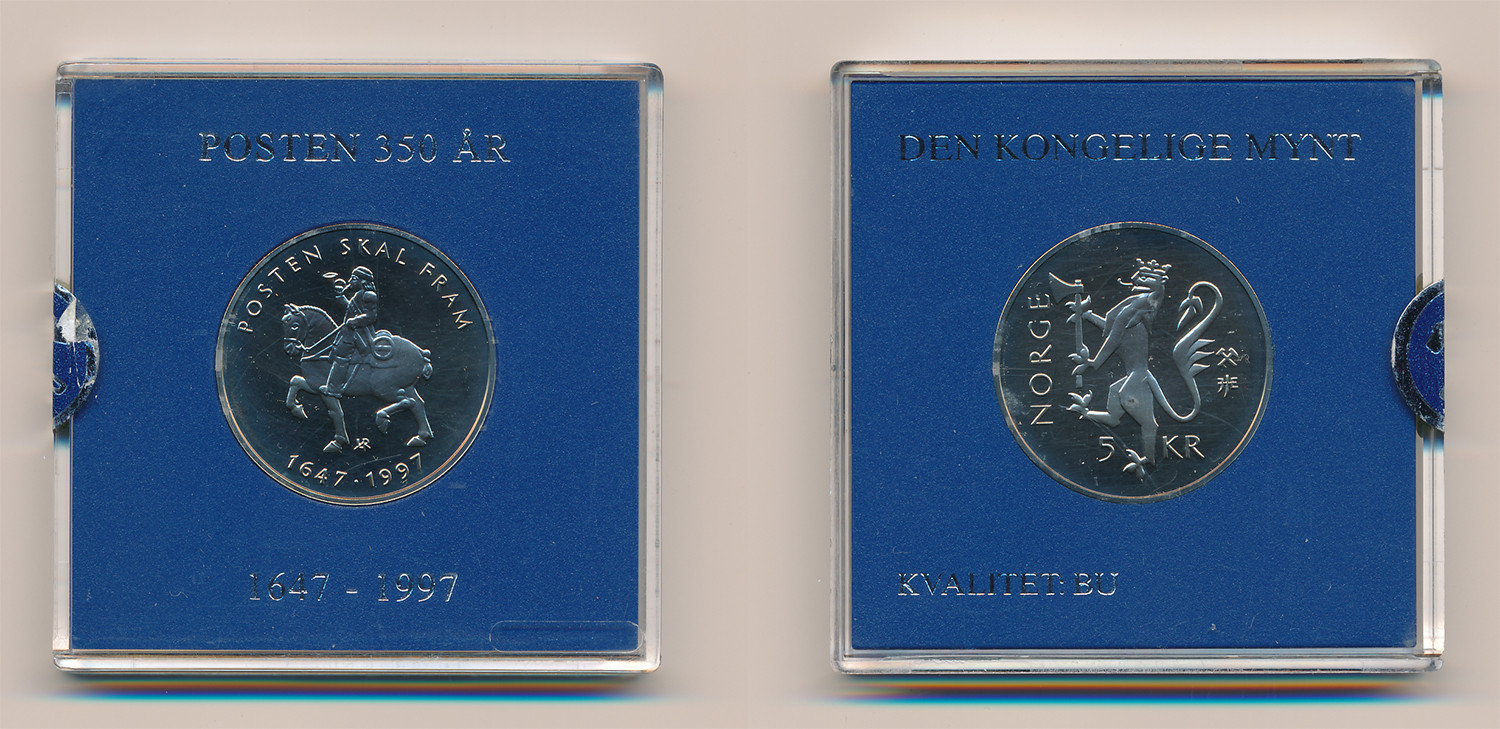 POSTEN 350 ÅR
POSTEN SKAL FRAM
1647 · 1997
1647 - 1997
DEN KONGELIGE MYNT
NORGE
5 KR
KVALITET: BU